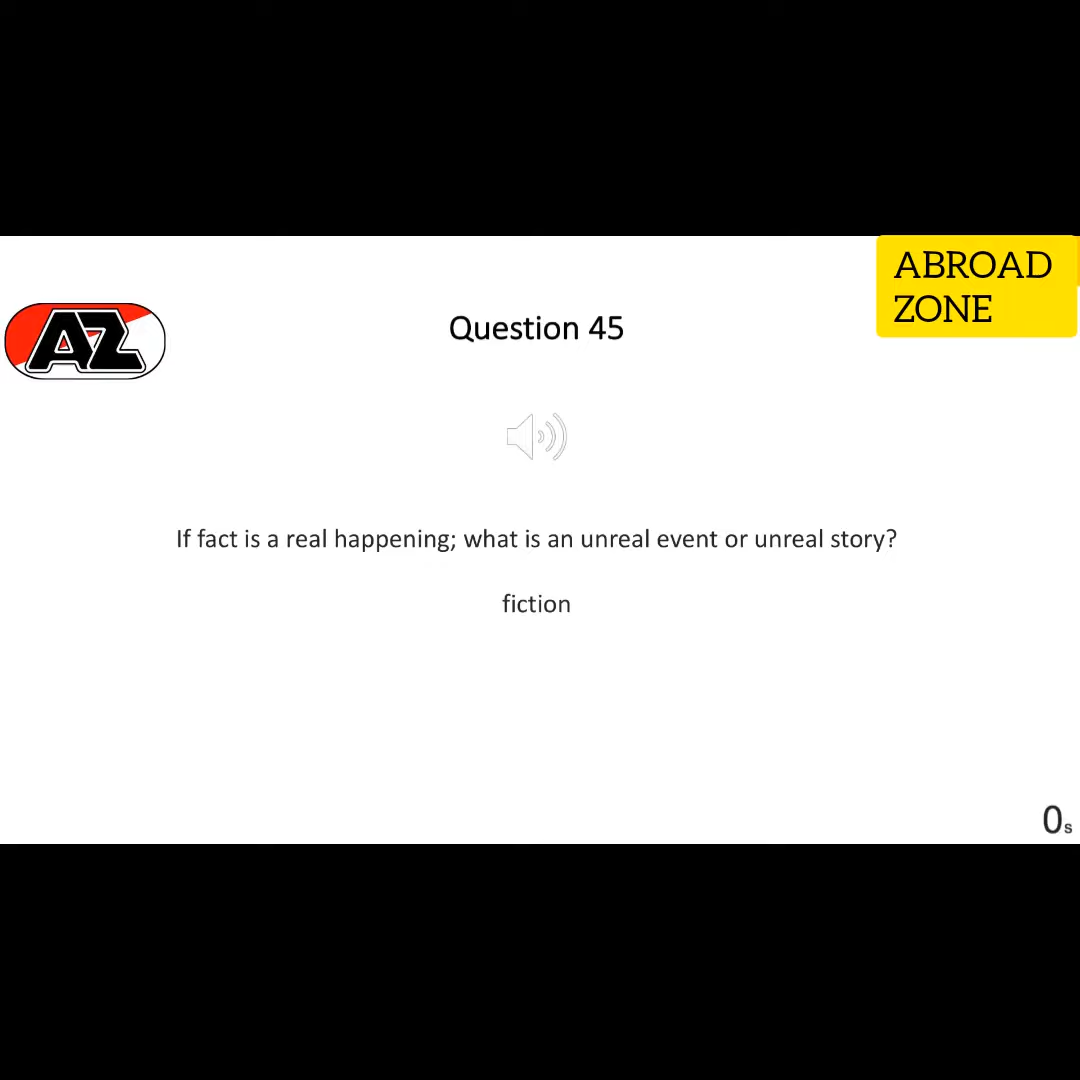 ABROAD
ZONE
AZ
Question 45
If fact is a real happening; what is an unreal event or unreal story?
fiction
0s